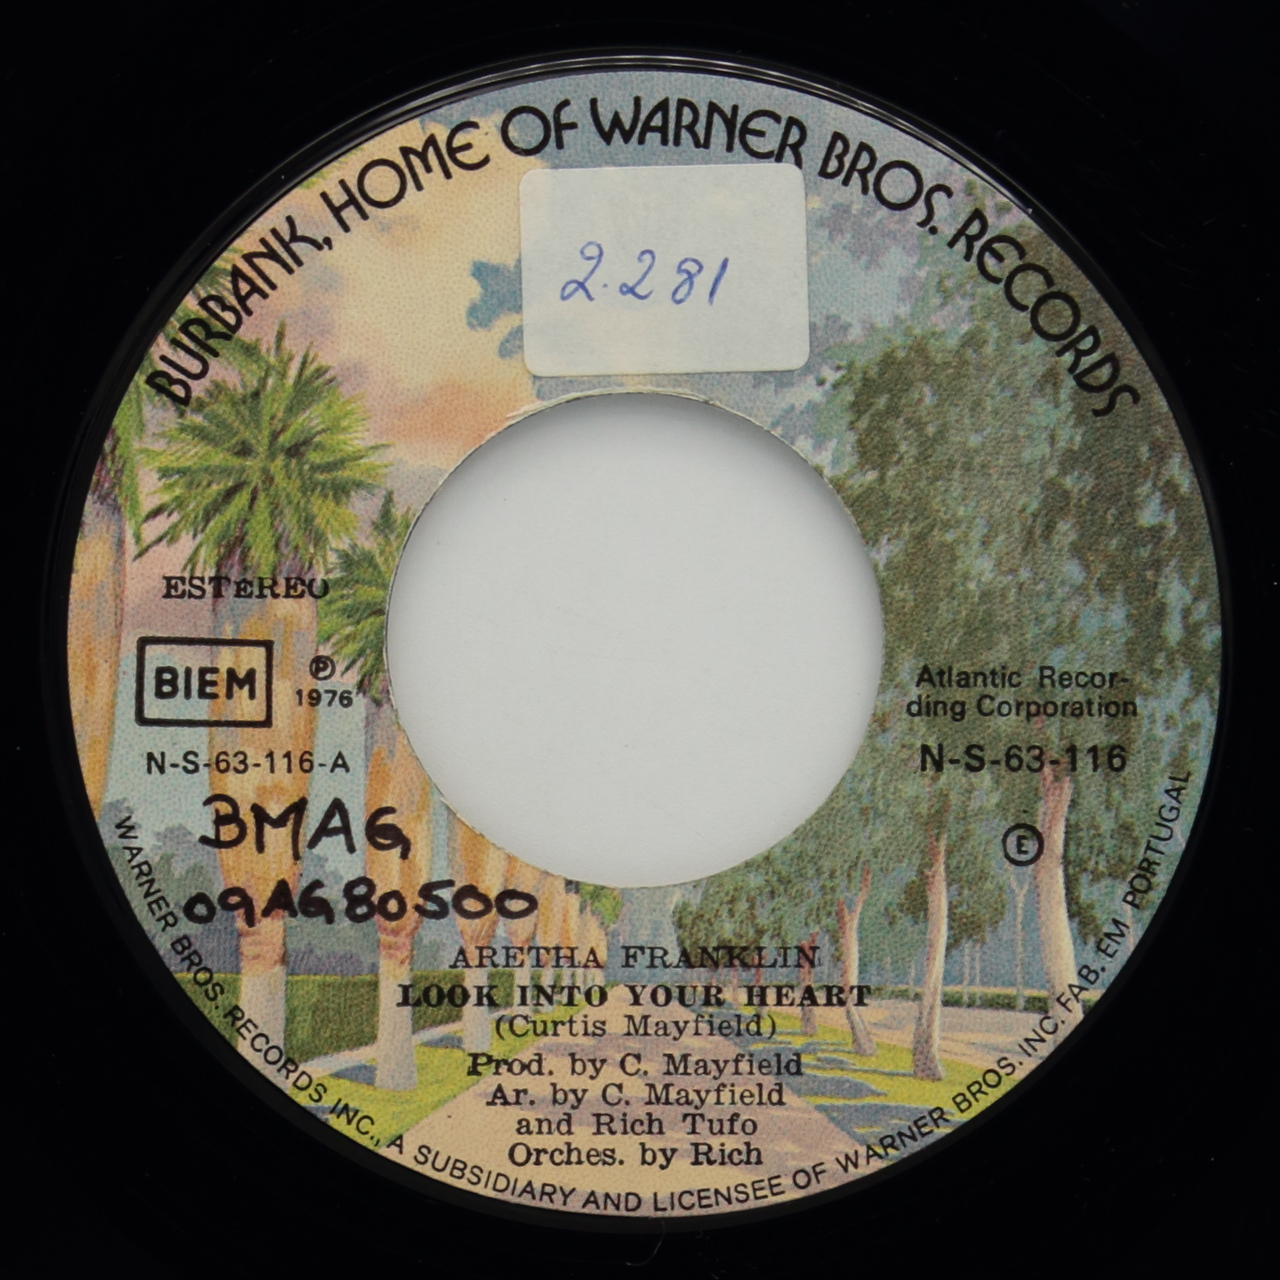 BURBANK, HOME OF WARNER BROS. RECORDS
2.281
ESTéREO
BIEM
℗
1976
N-S-63-116-A
BMAG
09AG80500
Atlantic Recor-
ding Corporation
N-S-63-116
E
ARETHA FRANKLIN
LOOK INTO YOUR HEART
(Curtis Mayfield)
Prod. by C. Mayfield
Ar. by C. Mayfield
and Rich Tufo
Orches. by Rich
WARNER BROS. RECORDS INC., A SUBSIDIARY AND LICENSEE OF WARNER BROS. INC. FAB. EM PORTUGAL